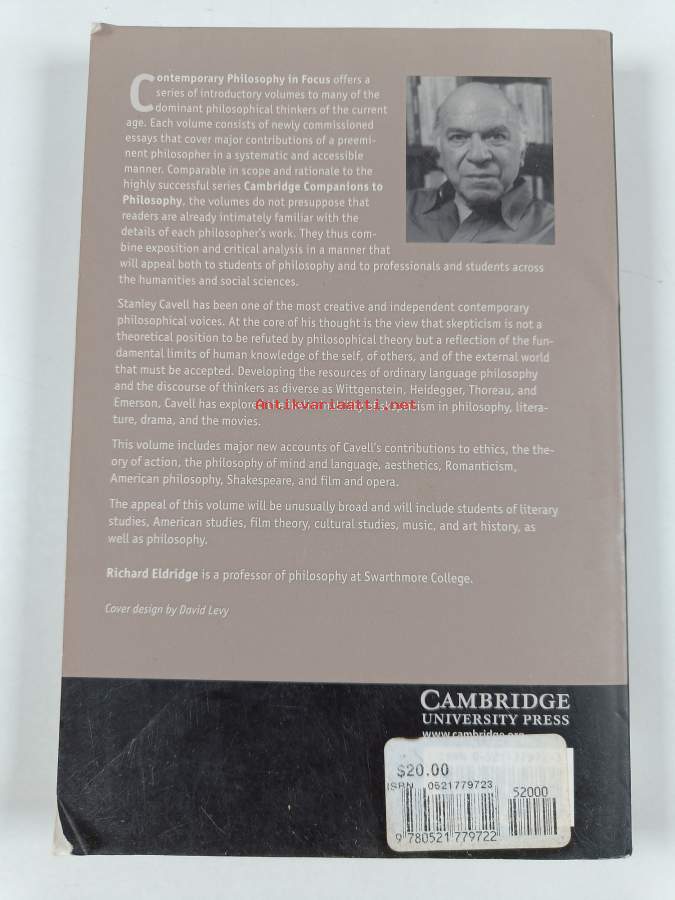 Contemporary Philosophy in Focus offers a
series of introductory volumes to many of the
dominant philosophical thinkers of the current
age. Each volume consists of newly commissioned
essays that cover major contributions of a preemi-
nent philosopher in a systematic and accessible
manner. Comparable in scope and rationale to the
highly successful series Cambridge Companions to
Philosophy, the volumes do not presuppose that
readers are already intimately familiar with the
details of each philosopher's work. They thus com-
bine exposition and critical analysis in a manner that
will appeal both to students of philosophy and to professionals and students across
the humanities and social sciences.
Stanley Cavell has been one of the most creative and independent contemporary
philosophical voices. At the core of his thought is the view that skepticism is not a
theoretical position to be refuted by philosophical theory but a reflection of the fun-
damental limits of human knowledge of the self, of others, and of the external world
that must be accepted. Developing the resources of ordinary language philosophy
and the discourse of thinkers as diverse as Wittgenstein, Heidegger, Thoreau, and
Emerson, Cavell has explored skepticism in philosophy, litera-
Antikvariaatti.net
ture, drama, and the movies.
This volume includes major new accounts of Cavell's contributions to ethics, the the-
ory of action, the philosophy of mind and language, aesthetics, Romanticism,
American philosophy, Shakespeare, and film and opera.
The appeal of this volume will be unusually broad and will include students of literary
studies, American studies, film theory, cultural studies, music, and art history, as
well as philosophy.
Richard Eldridge is a professor of philosophy at Swarthmore College.
Cover design by David Levy
CAMBRIDGE
UNIVERSITY PRESS
www.cambridge.org
$20.00
ISBN 0521779723
52000
9 780521 779722